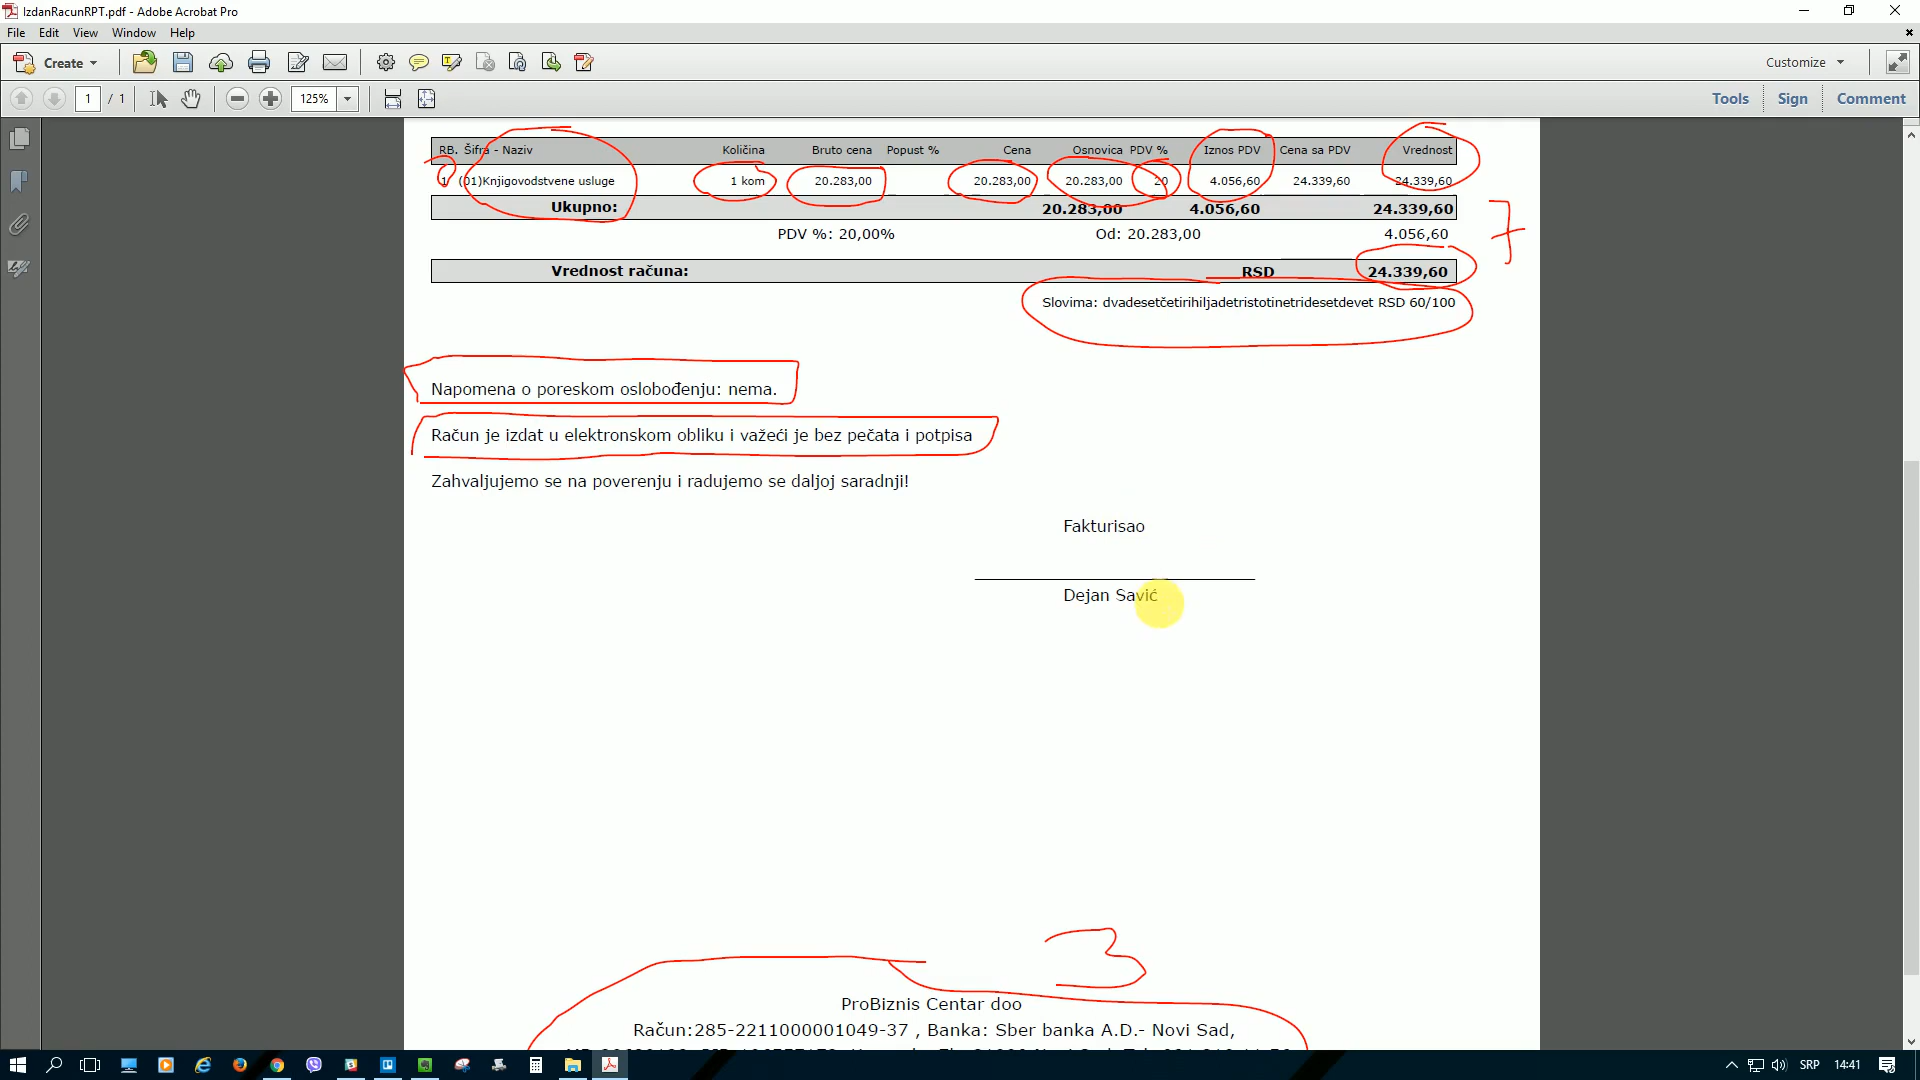 IzdanRacunRPT.pdf - Adobe Acrobat Pro
File Edit View Window Help
Create Customize
1 / 1 125% Tools Sign Comment
RB. Šifra - Naziv Količina Bruto cena Popust % Cena Osnovica PDV % Iznos PDV Cena sa PDV Vrednost
1 (01)Knjigovodstvene usluge 1 kom 20.283,00 20.283,00 20.283,00 20 4.056,60 24.339,60 24.339,60
Ukupno: 20.283,00 4.056,60 24.339,60
7
PDV %: 20,00% Od: 20.283,00 4.056,60
Vrednost računa: RSD 24.339,60
Slovima: dvadesetčetirihiljadetristotinetridesetdevet RSD 60/100
Napomena o poreskom oslobođenju: nema.
Račun je izdat u elektronskom obliku i važeći je bez pečata i potpisa
Zahvaljujemo se na poverenju i radujemo se daljoj saradnji!
Fakturisao
Dejan Savić
3
ProBiznis Centar doo
Račun:285-2211000001049-37 , Banka: Sber banka A.D.- Novi Sad,
SRP 14:41